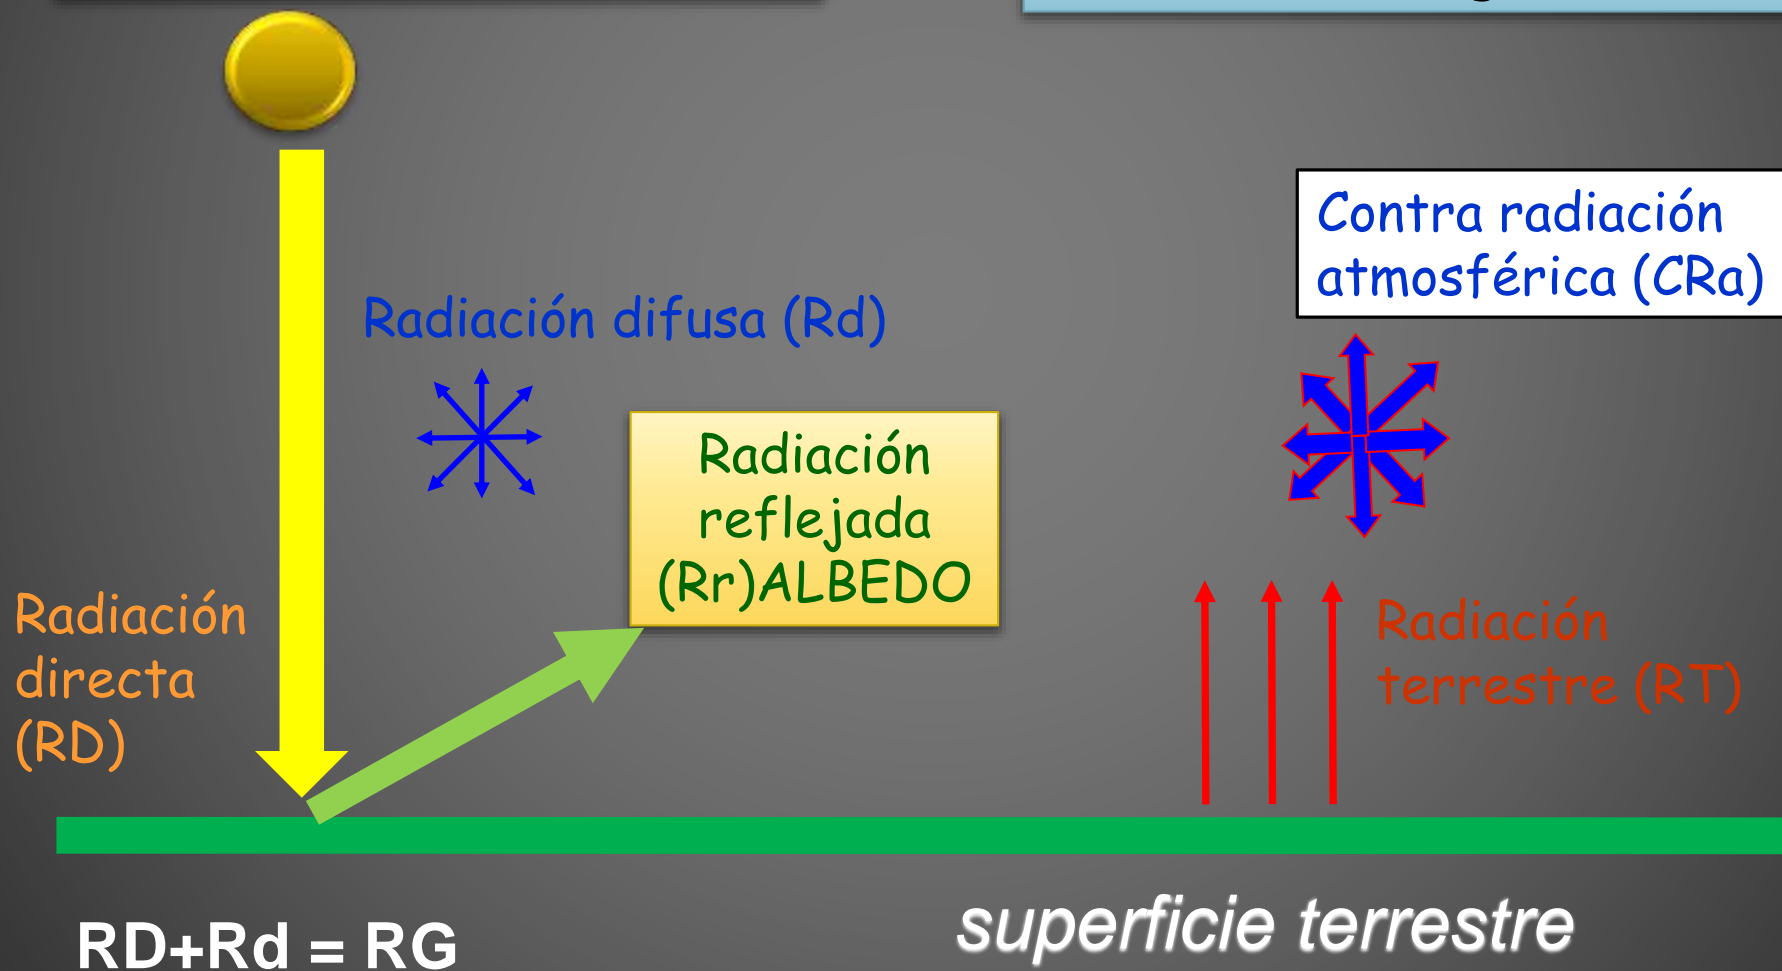 Contra radiación
atmosférica (CRa)
Radiación difusa (Rd)
Radiación
reflejada
(Rr)ALBEDO
Radiación
directa
(RD)
Radiación
terrestre (RT)
superficie terrestre
RD+Rd = RG